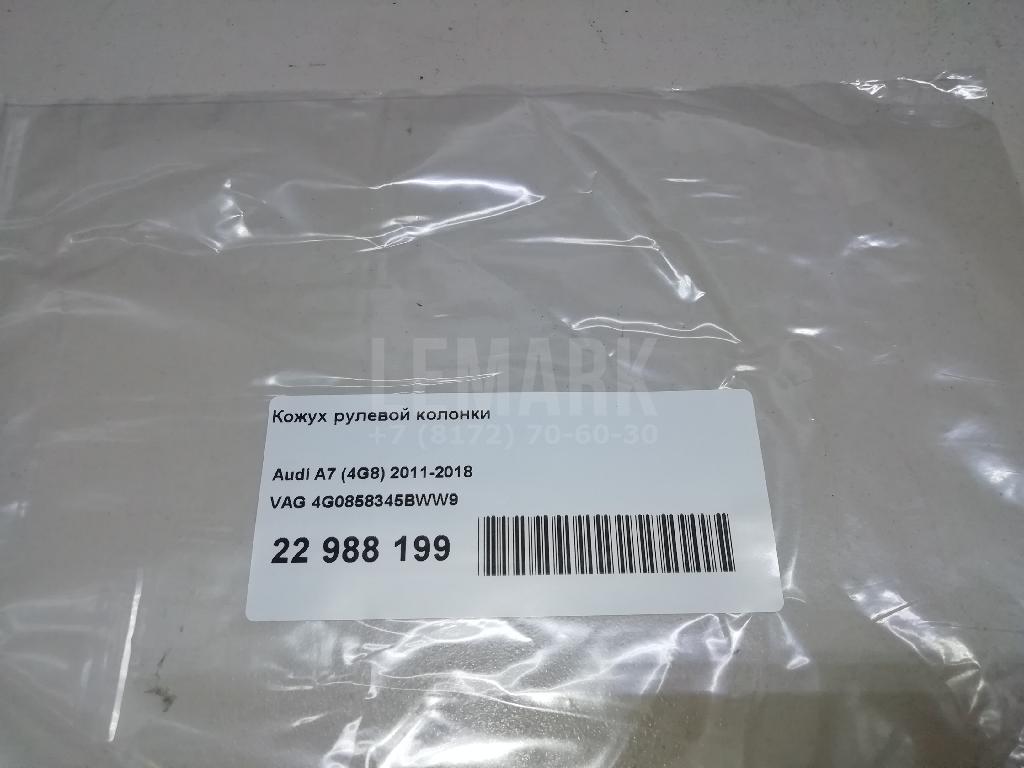 LEMARK
+7 (8172) 70-60-30
Кожух рулевой колонки
Audi A7 (4G8) 2011-2018
VAG 4G0858345BWW9
22 988 199